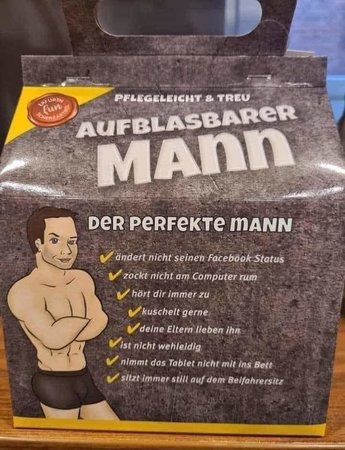 PFLEGELEICHT & TREU
AUFBLASBARER
MANN
fun
DER PERFEKTE MANN
ändert nicht seinen Facebook Status
zockt nicht am Computer rum
hört dir immer zu
kuschelt gerne
deine Eltern lieben ihn
ist nicht wehleidig
nimmt das Tablet nicht mit ins Bett
sitzt immer still auf dem Beifahrersitz